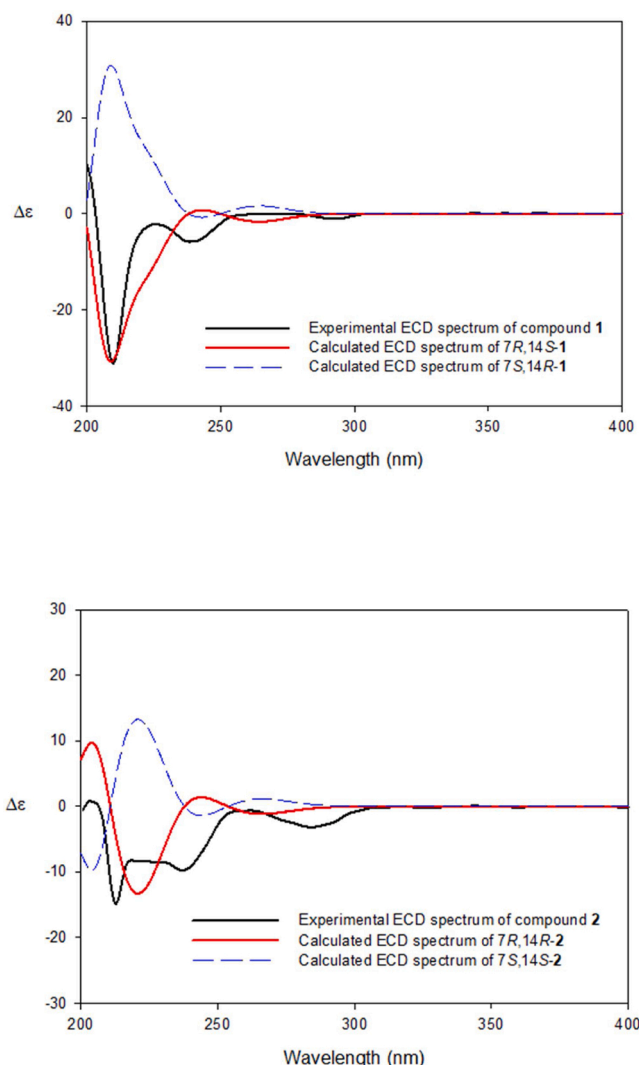 40
20
Δε
0
-20
-40
Experimental ECD spectrum of compound 1
Calculated ECD spectrum of 7R,14S-1
Calculated ECD spectrum of 7S,14R-1
200 250 300 350 400
Wavelength (nm)
30
20
10
Δε
0
-10
-20
-30
Experimental ECD spectrum of compound 2
Calculated ECD spectrum of 7R,14R-2
Calculated ECD spectrum of 7S,14S-2
200 250 300 350 400
Wavelength (nm)